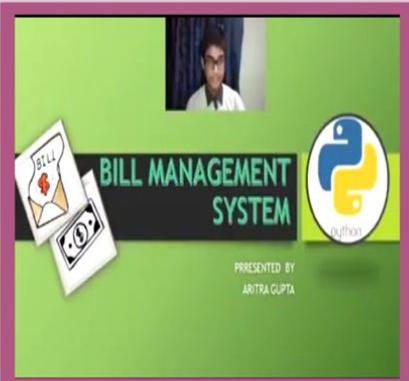 BILL
BILL MANAGEMENT
SYSTEM
python
PRRESENTED BY
ARITRA GUPTA